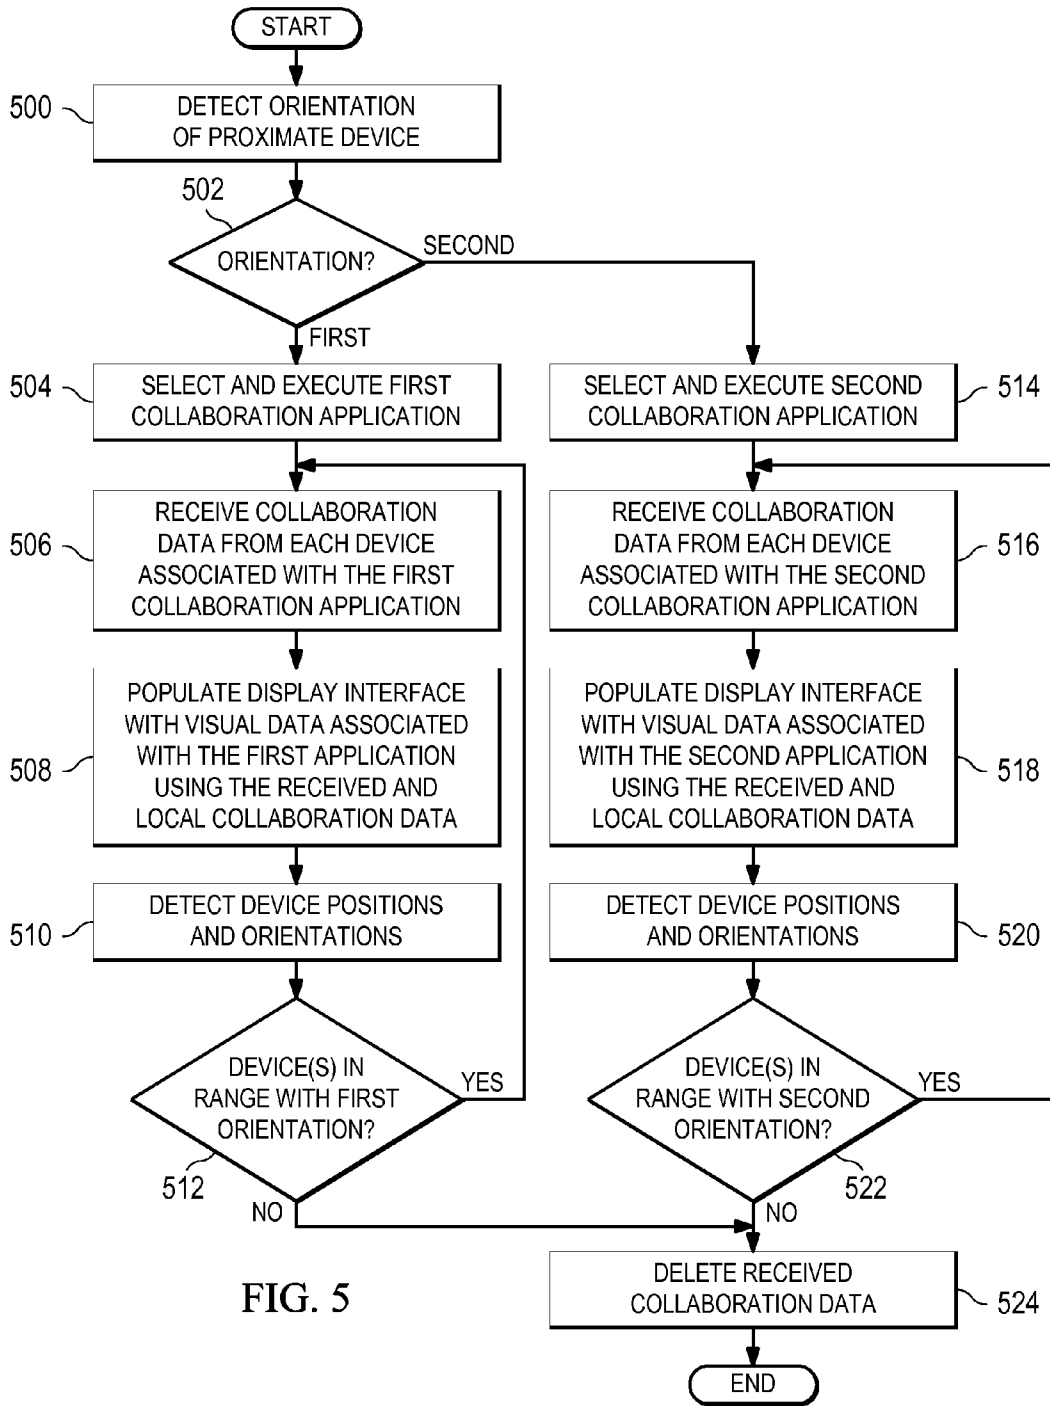 START
500
DETECT ORIENTATION
OF PROXIMATE DEVICE
502
ORIENTATION?
SECOND
FIRST
504
SELECT AND EXECUTE FIRST
COLLABORATION APPLICATION
SELECT AND EXECUTE SECOND
COLLABORATION APPLICATION
514
506
RECEIVE COLLABORATION
DATA FROM EACH DEVICE
ASSOCIATED WITH THE FIRST
COLLABORATION APPLICATION
RECEIVE COLLABORATION
DATA FROM EACH DEVICE
ASSOCIATED WITH THE SECOND
COLLABORATION APPLICATION
516
508
POPULATE DISPLAY INTERFACE
WITH VISUAL DATA ASSOCIATED
WITH THE FIRST APPLICATION
USING THE RECEIVED AND
LOCAL COLLABORATION DATA
POPULATE DISPLAY INTERFACE
WITH VISUAL DATA ASSOCIATED
WITH THE SECOND APPLICATION
USING THE RECEIVED AND
LOCAL COLLABORATION DATA
518
510
DETECT DEVICE POSITIONS
AND ORIENTATIONS
DETECT DEVICE POSITIONS
AND ORIENTATIONS
520
DEVICE(S) IN
RANGE WITH FIRST
ORIENTATION?
YES
512
NO
DEVICE(S) IN
RANGE WITH SECOND
ORIENTATION?
YES
522
NO
DELETE RECEIVED
COLLABORATION DATA
524
END
FIG. 5